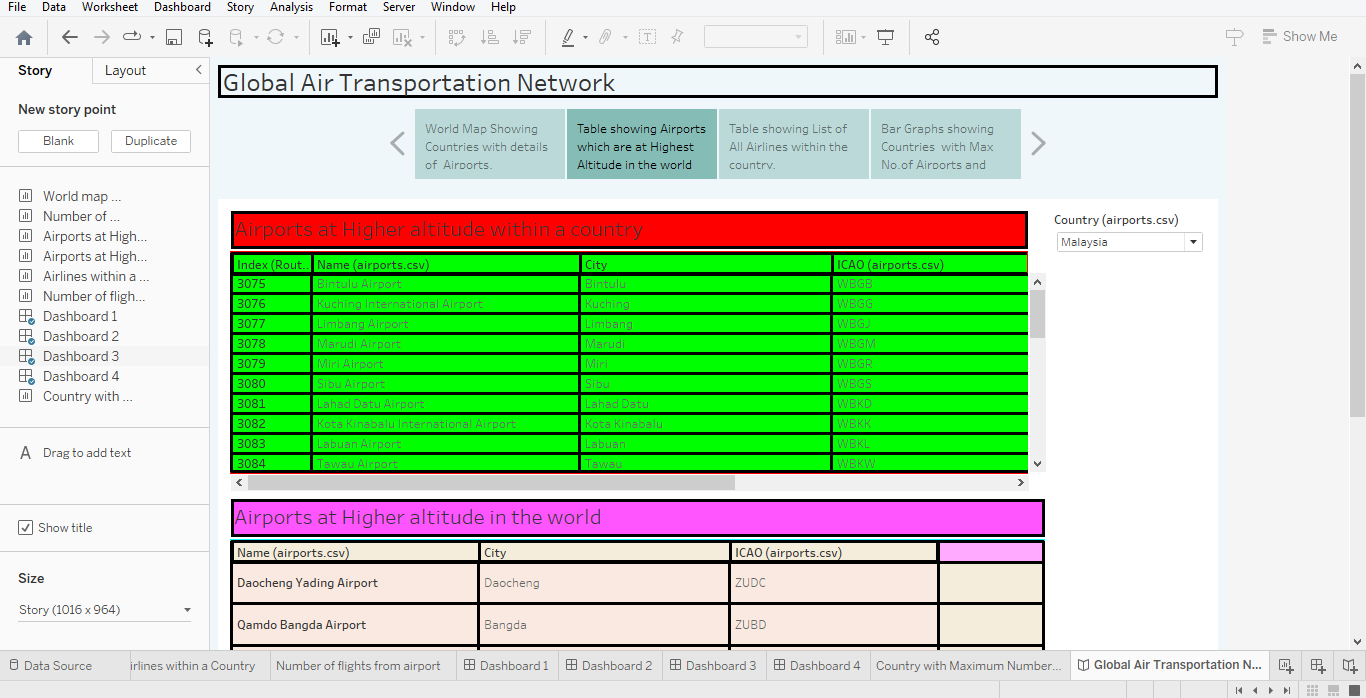 File Data Worksheet Dashboard Story Analysis Format Server Window Help
Show Me
Story Layout
New story point
Blank Duplicate
World map ...
Number of ...
Airports at High...
Airports at High...
Airlines within a ...
Number of fligh...
Dashboard 1
Dashboard 2
Dashboard 3
Dashboard 4
Country with ...
A Drag to add text
Show title
Size
Story (1016 x 964)
Global Air Transportation Network
World Map Showing
Countries with details
of Airports.
Table showing Airports
which are at Highest
Altitude in the world
Table showing List of
All Airlines within the
country.
Bar Graphs showing
Countries with Max
No.of Airports and
Airports at Higher altitude within a country
Country (airports.csv)
Malaysia
Index (Rout.. Name (airports.csv) City ICAO (airports.csv)
3075 Bintulu Airport Bintulu WBGB
3076 Kuching International Airport Kuching WBGG
3077 Limbang Airport Limbang WBGJ
3078 Marudi Airport Marudi WBGM
3079 Miri Airport Miri WBGR
3080 Sibu Airport Sibu WBGS
3081 Lahad Datu Airport Lahad Datu WBKD
3082 Kota Kinabalu International Airport Kota Kinabalu WBKK
3083 Labuan Airport Labuan WBKL
3084 Tawau Airport Tawau WBKW
Airports at Higher altitude in the world
Name (airports.csv) City ICAO (airports.csv)
Daocheng Yading Airport Daocheng ZUDC
Qamdo Bangda Airport Bangda ZUBD
Data Source irlines within a Country Number of flights from airport Dashboard 1 Dashboard 2 Dashboard 3 Dashboard 4 Country with Maximum Number... Global Air Transportation N...